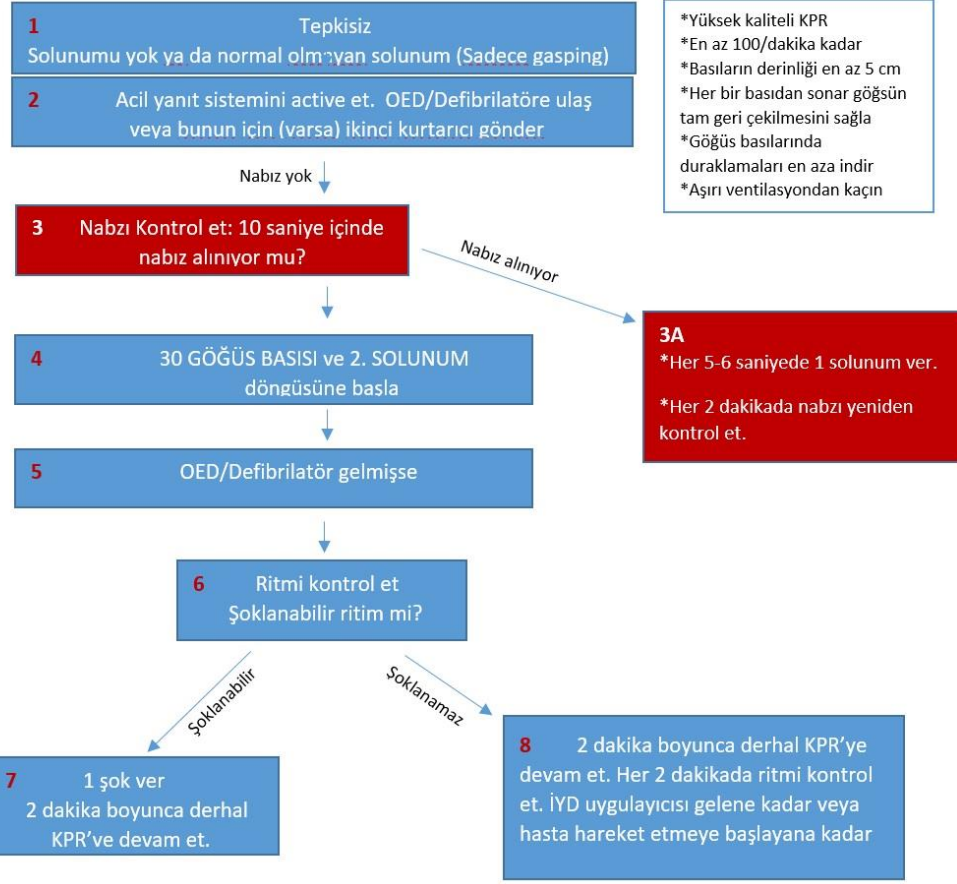 1 Tepkisiz
Solunumu yok ya da normal olmayan solunum (Sadece gasping)
2 Acil yanıt sistemini active et. OED/Defibrilatöre ulaş
veya bunun için (varsa) ikinci kurtarıcı gönder
*Yüksek kaliteli KPR
*En az 100/dakika kadar
*Basıların derinliği en az 5 cm
*Her bir basıdan sonar göğsün
tam geri çekilmesini sağla
*Göğüs basılarında
duraklamaları en aza indir
*Aşırı ventilasyondan kaçın
Nabız yok
3 Nabzı Kontrol et: 10 saniye içinde
nabız alınıyor mu?
Nabız alınıyor
3A
*Her 5-6 saniyede 1 solunum ver.
*Her 2 dakikada nabzı yeniden
kontrol et.
4 30 GÖĞÜS BASISI ve 2. SOLUNUM
döngüsüne başla
5 OED/Defibrilatör gelmişse
6 Ritmi kontrol et
Şoklanabilir ritim mi?
Şoklanabilir
Şoklanamaz
7 1 şok ver
2 dakika boyunca derhal
KPR’ye devam et.
8 2 dakika boyunca derhal KPR’ye
devam et. Her 2 dakikada ritmi kontrol
et. İYD uygulayıcısı gelene kadar veya
hasta hareket etmeye başlayana kadar